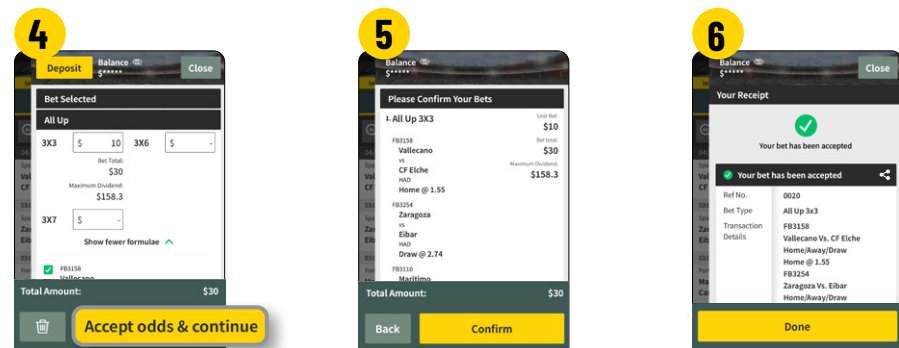 4
Deposit
Balance
$*****
Close
Bet Selected
All Up
3X3 $ 10 3X6 $ -
Bet Total:
$30
Maximum Dividend:
$158.3
3X7 $ -
Show fewer formulae
FB3158
Vallecano
Total Amount: $30
Accept odds & continue
5
Balance
$*****
Please Confirm Your Bets
1. All Up 3X3
Unit Bet:
$10
FB3158
Bet total:
Vallecano
$30
vs
Maximum Dividend:
CF Elche
$158.3
HAD
Home @ 1.55
FB3254
Zaragoza
vs
Eibar
HAD
Draw @ 2.74
FB3110
Maritimo
Total Amount: $30
Back
Confirm
6
Balance
$*****
Close
Your Receipt
Your bet has been accepted
Your bet has been accepted
Ref No. 0020
Bet Type All Up 3x3
Transaction FB3158
Details Vallecano Vs. CF Elche
Home/Away/Draw
Home @ 1.55
FB3254
Zaragoza Vs. Eibar
Home/Away/Draw
Done